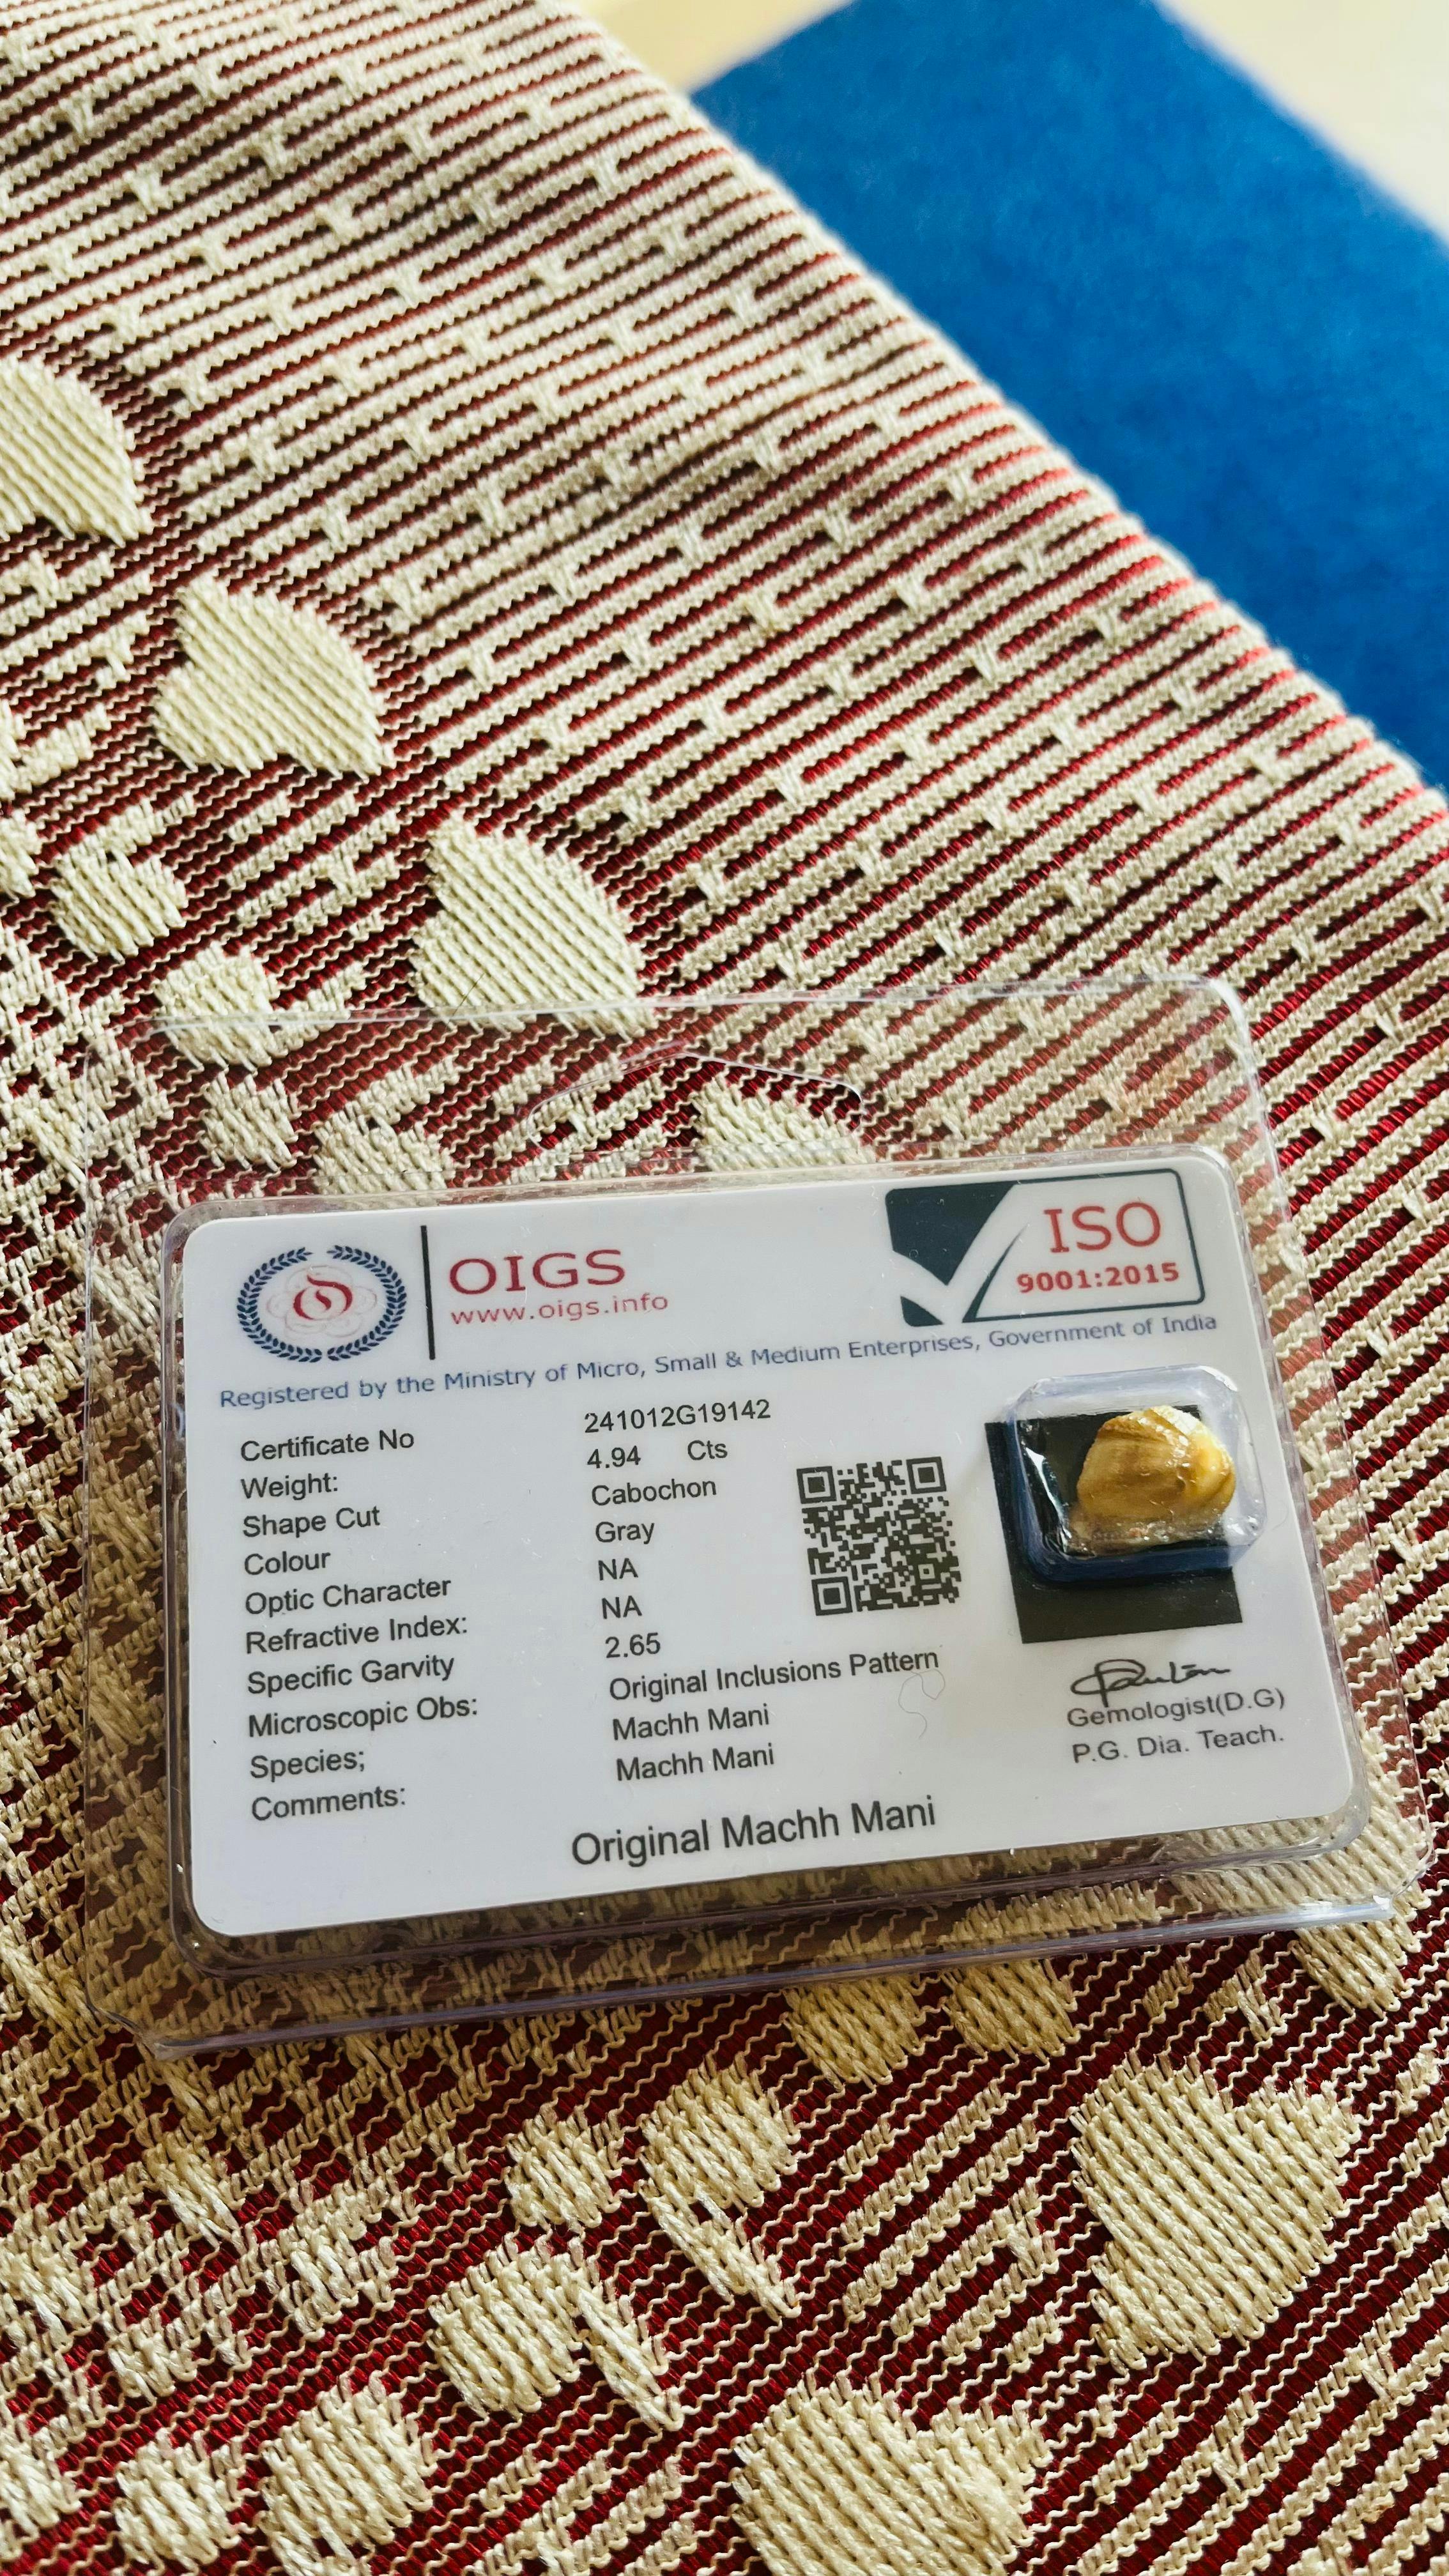 OIGS
www.oigs.info
ISO
9001:2015
Registered by the Ministry of Micro, Small & Medium Enterprises, Government of India
Certificate No 241012G19142
Weight: 4.94 Cts
Shape Cut Cabochon
Colour Gray
Optic Character NA
Refractive Index: NA
Specific Garvity 2.65
Microscopic Obs: Original Inclusions Pattern
Species; Machh Mani
Comments: Machh Mani
Original Machh Mani
Gemologist(D.G)
P.G. Dia. Teach.